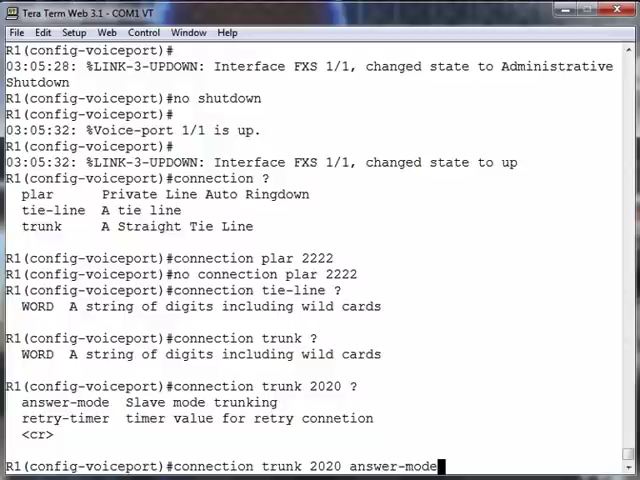 Tera Term Web 3.1 - COM1 VT
File Edit Setup Web Control Window Help
R1(config-voiceport)#
03:05:28: %LINK-3-UPDOWN: Interface FXS 1/1, changed state to Administrative
Shutdown
R1(config-voiceport)#no shutdown
R1(config-voiceport)#
03:05:32: %Voice-port 1/1 is up.
R1(config-voiceport)#
03:05:32: %LINK-3-UPDOWN: Interface FXS 1/1, changed state to up
R1(config-voiceport)#connection ?
plar Private Line Auto Ringdown
tie-line A tie line
trunk A Straight Tie Line
R1(config-voiceport)#connection plar 2222
R1(config-voiceport)#no connection plar 2222
R1(config-voiceport)#connection tie-line ?
WORD A string of digits including wild cards
R1(config-voiceport)#connection trunk ?
WORD A string of digits including wild cards
R1(config-voiceport)#connection trunk 2020 ?
answer-mode Slave mode trunking
retry-timer timer value for retry connetion
<cr>
R1(config-voiceport)#connection trunk 2020 answer-mode